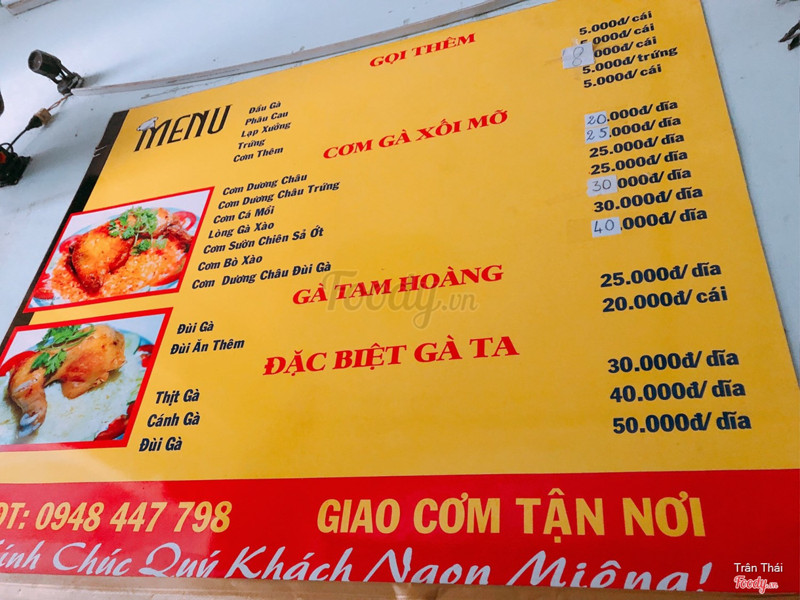 MENU
GỌI THÊM
Đầu Gà 5.000đ/ cái
Phâu Cau 5.000đ/ cái
Lạp Xưởng 8.000đ/ cái
Trứng 5.000đ/ trứng
Cơm Thêm 5.000đ/ cái
CƠM GÀ XỐI MỠ
Cơm Dương Châu 20.000đ/ dĩa
Cơm Dương Châu Trứng 25.000đ/ dĩa
Cơm Cá Mồi 25.000đ/ dĩa
Lòng Gà Xào 25.000đ/ dĩa
Cơm Sườn Chiên Sả Ớt 30.000đ/ dĩa
Cơm Bò Xào 30.000đ/ dĩa
Cơm Dương Châu Đùi Gà 40.000đ/ dĩa
GÀ TAM HOÀNG
Đùi Gà 25.000đ/ dĩa
Đùi Ăn Thêm 20.000đ/ cái
ĐẶC BIỆT GÀ TA
Thịt Gà 30.000đ/ dĩa
Cánh Gà 40.000đ/ dĩa
Đùi Gà 50.000đ/ dĩa
ĐT: 0948 447 798 GIAO CƠM TẬN NƠI
Kính Chúc Quý Khách Ngon Miệng!
Foody.vn
Trân Thái
Foody.vn